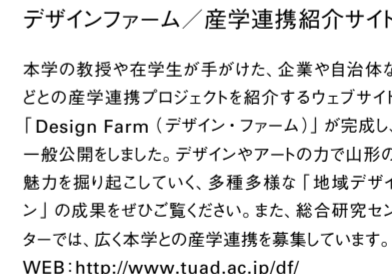 デザインファーム／産学連携紹介サイト
本学の教授や在学生が手がけた、企業や自治体な
どとの産学連携プロジェクトを紹介するウェブサイト
「Design Farm（デザイン・ファーム）」が完成し、
一般公開をしました。デザインやアートの力で山形の
魅力を掘り起こしていく、多種多様な「地域デザイ
ン」の成果をぜひご覧ください。また、総合研究セン
ターでは、広く本学との産学連携を募集しています。
WEB：http://www.tuad.ac.jp/df/